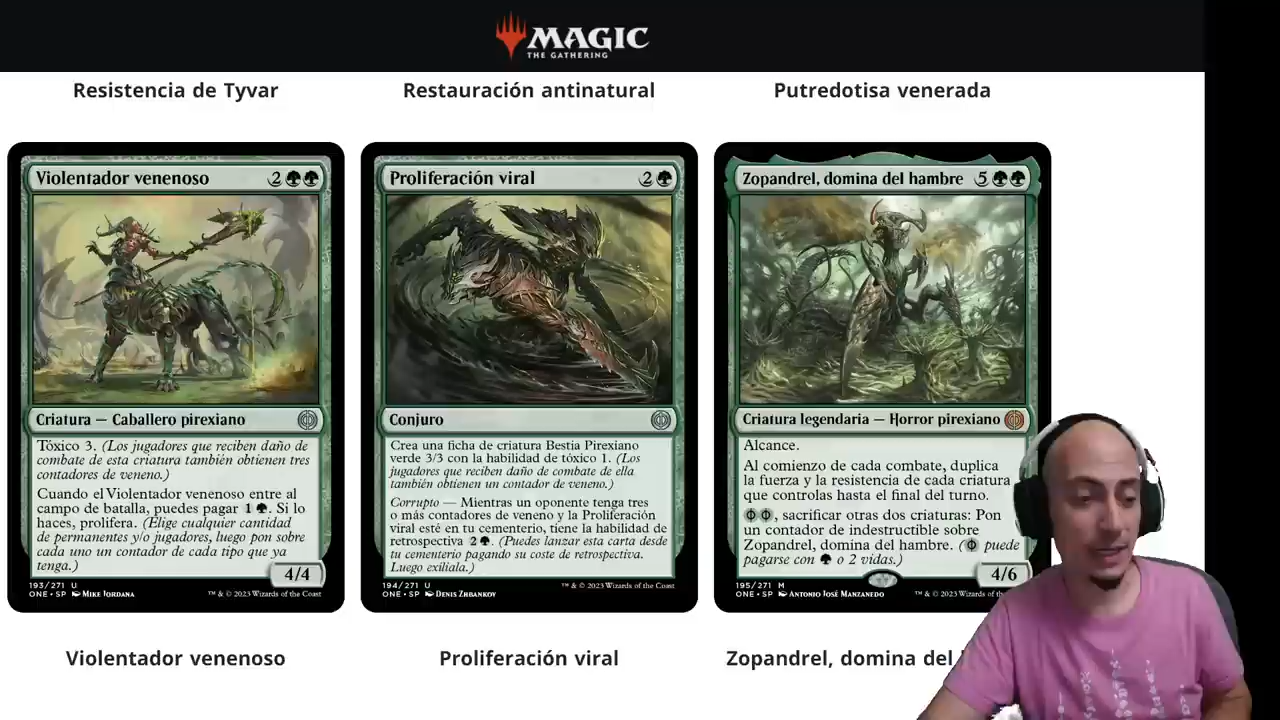 MAGIC
THE GATHERING
Resistencia de Tyvar
Restauración antinatural
Putredotisa venerada
Violentador venenoso 2
Criatura — Caballero pirexiano
Tóxico 3. (Los jugadores que reciben daño de
combate de esta criatura también obtienen tres
contadores de veneno.)
Cuando el Violentador venenoso entre al
campo de batalla, puedes pagar 1. Si lo
haces, prolifera. (Elige cualquier cantidad
de permanentes y/o jugadores, luego pon sobre
cada uno un contador de cada tipo que ya
tenga.)
4/4
193/271 U
ONE • SP Mike Jordana
™ & © 2023 Wizards of the Coast
Proliferación viral 2
Conjuro
Crea una ficha de criatura Bestia Pirexiano
verde 3/3 con la habilidad de tóxico 1. (Los
jugadores que reciben daño de combate de ella
también obtienen un contador de veneno.)
Corrupto — Mientras un oponente tenga tres
o más contadores de veneno y la Proliferación
viral esté en tu cementerio, tiene la habilidad de
retrospectiva 2. (Puedes lanzar esta carta desde
tu cementerio pagando su coste de retrospectiva.
Luego exíliala.)
194/271 U
ONE • SP Denis Zhbankov
™ & © 2023 Wizards of the Coast
Zopandrel, domina del hambre 5
Criatura legendaria — Horror pirexiano
Alcance.
Al comienzo de cada combate, duplica
la fuerza y la resistencia de cada criatura
que controlas hasta el final del turno.
, sacrificar otras dos criaturas: Pon
un contador de indestructible sobre
Zopandrel, domina del hambre. ( puede
pagarse con o 2 vidas.)
4/6
195/271 M
ONE • SP Antonio José Manzanedo
™ & © 2023 Wizards of
Violentador venenoso
Proliferación viral
Zopandrel, domina del